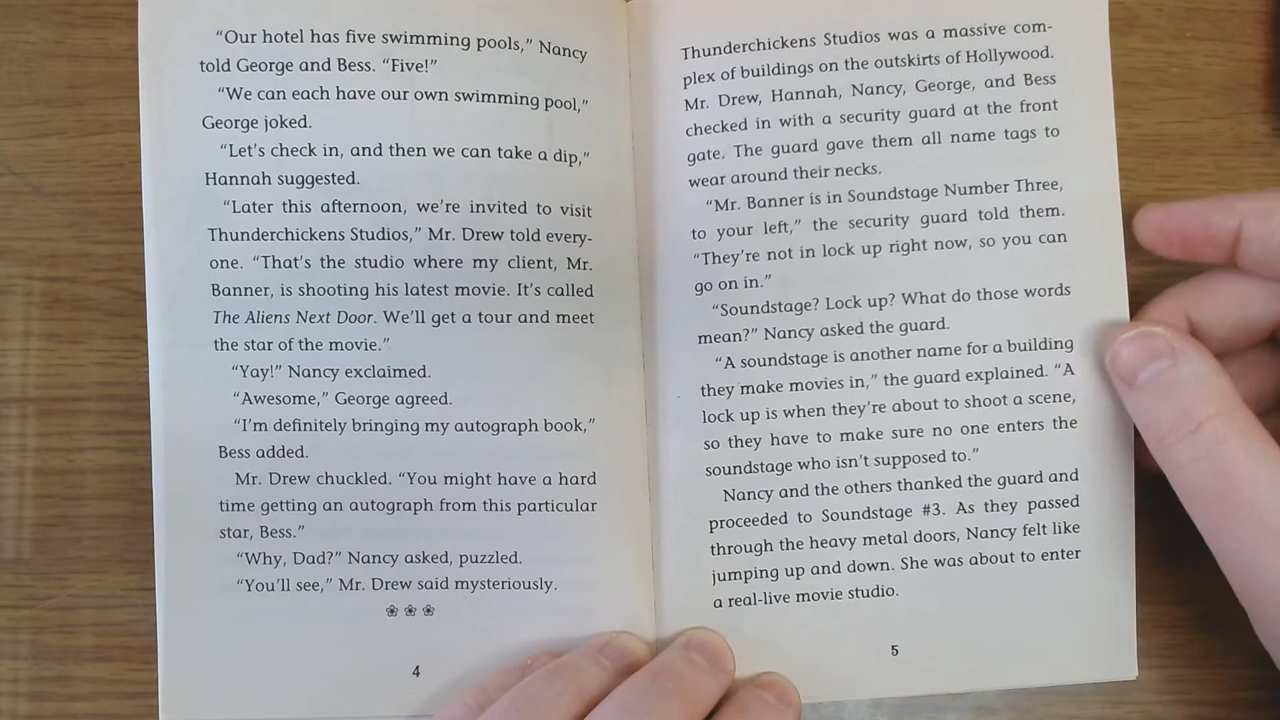 “Our hotel has five swimming pools,” Nancy
told George and Bess. “Five!”
“We can each have our own swimming pool,”
George joked.
“Let’s check in, and then we can take a dip,”
Hannah suggested.
“Later this afternoon, we’re invited to visit
Thunderchickens Studios,” Mr. Drew told every-
one. “That’s the studio where my client, Mr.
Banner, is shooting his latest movie. It’s called
The Aliens Next Door. We’ll get a tour and meet
the star of the movie.”
“Yay!” Nancy exclaimed.
“Awesome,” George agreed.
“I’m definitely bringing my autograph book,”
Bess added.
Mr. Drew chuckled. “You might have a hard
time getting an autograph from this particular
star, Bess.”
“Why, Dad?” Nancy asked, puzzled.
“You’ll see,” Mr. Drew said mysteriously.
❀ ❀ ❀
4
Thunderchickens Studios was a massive com-
plex of buildings on the outskirts of Hollywood.
Mr. Drew, Hannah, Nancy, George, and Bess
checked in with a security guard at the front
gate. The guard gave them all name tags to
wear around their necks.
“Mr. Banner is in Soundstage Number Three,
to your left,” the security guard told them.
“They’re not in lock up right now, so you can
go on in.”
“Soundstage? Lock up? What do those words
mean?” Nancy asked the guard.
“A soundstage is another name for a building
they make movies in,” the guard explained. “A
lock up is when they’re about to shoot a scene,
so they have to make sure no one enters the
soundstage who isn’t supposed to.”
Nancy and the others thanked the guard and
proceeded to Soundstage #3. As they passed
through the heavy metal doors, Nancy felt like
jumping up and down. She was about to enter
a real-live movie studio.
5